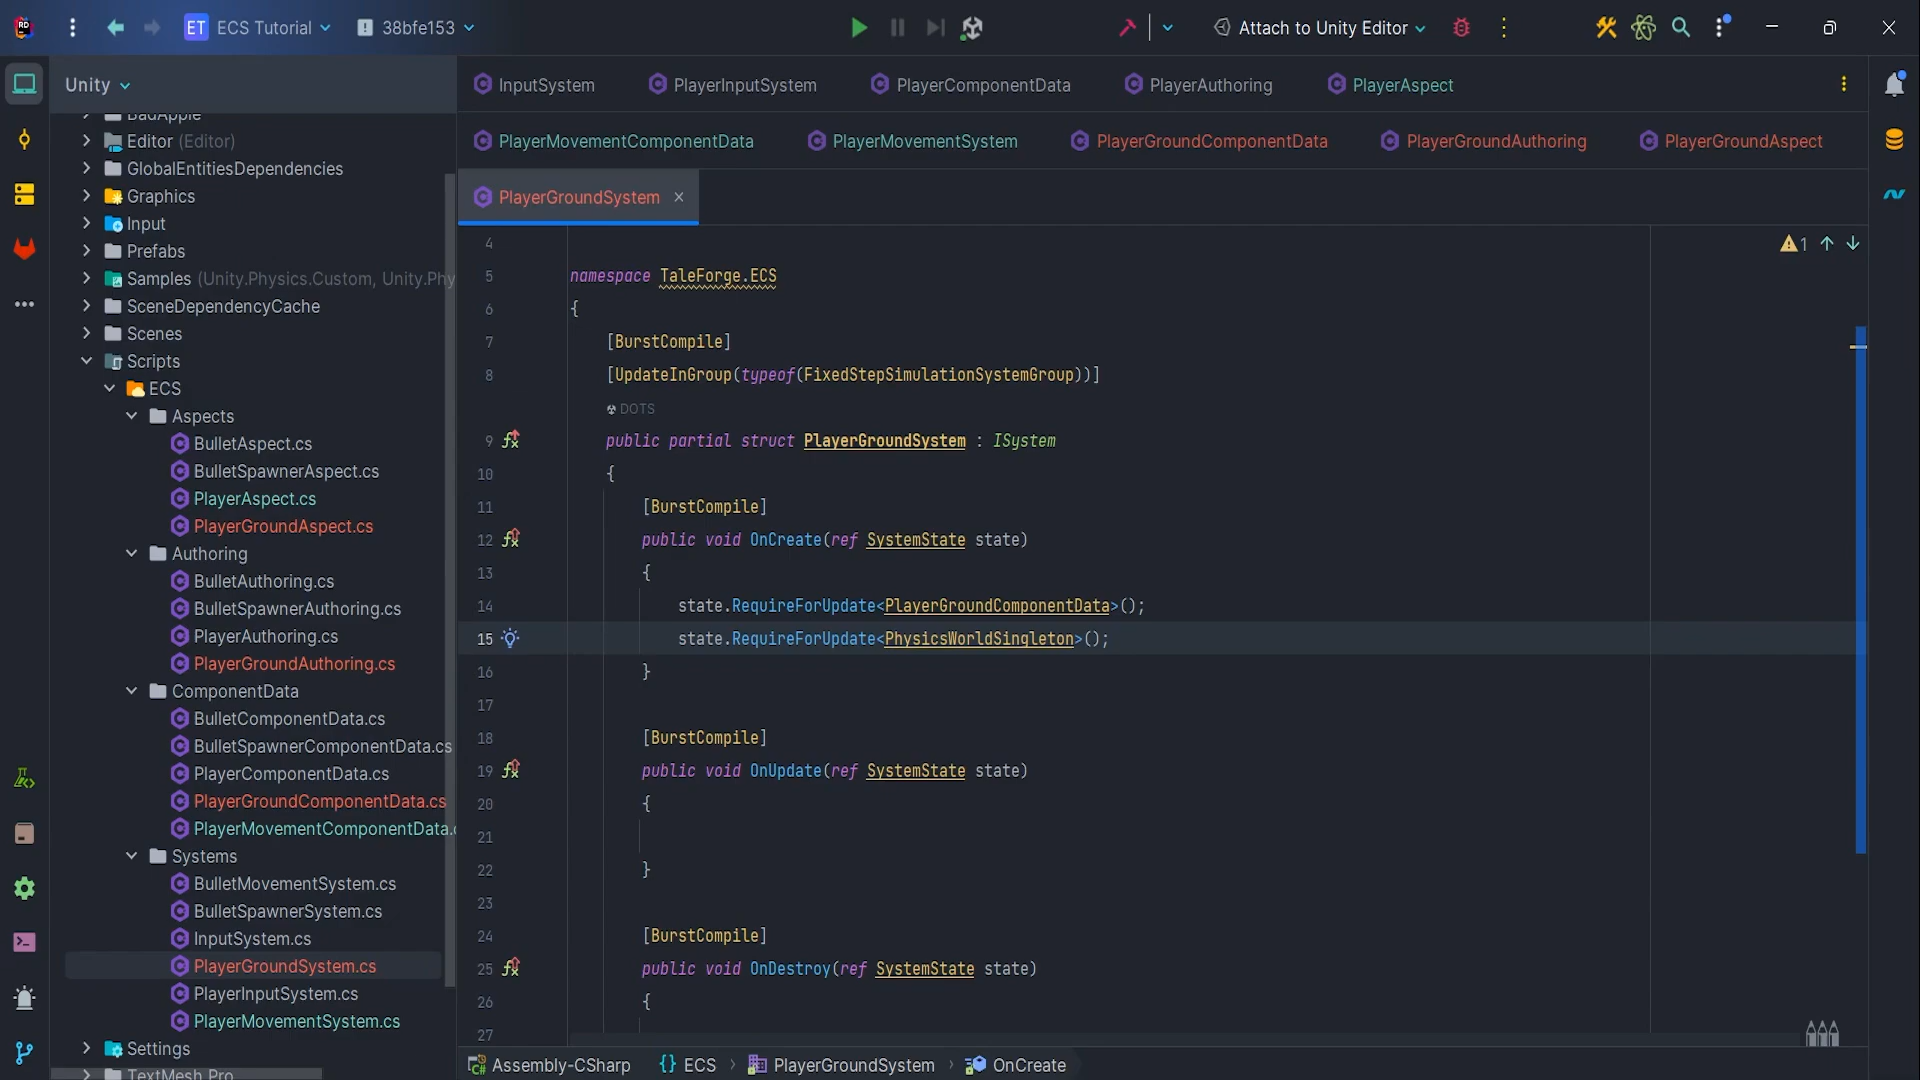 ET ECS Tutorial
38bfe153
Attach to Unity Editor
Unity
BadApple
Editor (Editor)
GlobalEntitiesDependencies
Graphics
Input
Prefabs
Samples (Unity.Physics.Custom, Unity.Phy
SceneDependencyCache
Scenes
Scripts
ECS
Aspects
BulletAspect.cs
BulletSpawnerAspect.cs
PlayerAspect.cs
PlayerGroundAspect.cs
Authoring
BulletAuthoring.cs
BulletSpawnerAuthoring.cs
PlayerAuthoring.cs
PlayerGroundAuthoring.cs
ComponentData
BulletComponentData.cs
BulletSpawnerComponentData.cs
PlayerComponentData.cs
PlayerGroundComponentData.cs
PlayerMovementComponentData.c
Systems
BulletMovementSystem.cs
BulletSpawnerSystem.cs
InputSystem.cs
PlayerGroundSystem.cs
PlayerInputSystem.cs
PlayerMovementSystem.cs
Settings
TextMesh Pro
InputSystem PlayerInputSystem PlayerComponentData PlayerAuthoring PlayerAspect
PlayerMovementComponentData PlayerMovementSystem PlayerGroundComponentData PlayerGroundAuthoring PlayerGroundAspect
PlayerGroundSystem
1
4
5 namespace TaleForge.ECS
6 {
7 [BurstCompile]
8 [UpdateInGroup(typeof(FixedStepSimulationSystemGroup))]
DOTS
9 public partial struct PlayerGroundSystem : ISystem
10 {
11 [BurstCompile]
12 public void OnCreate(ref SystemState state)
13 {
14 state.RequireForUpdate<PlayerGroundComponentData>();
15 state.RequireForUpdate<PhysicsWorldSingleton>();
16 }
17
18 [BurstCompile]
19 public void OnUpdate(ref SystemState state)
20 {
21
22 }
23
24 [BurstCompile]
25 public void OnDestroy(ref SystemState state)
26 {
27
Assembly-CSharp {} ECS PlayerGroundSystem OnCreate